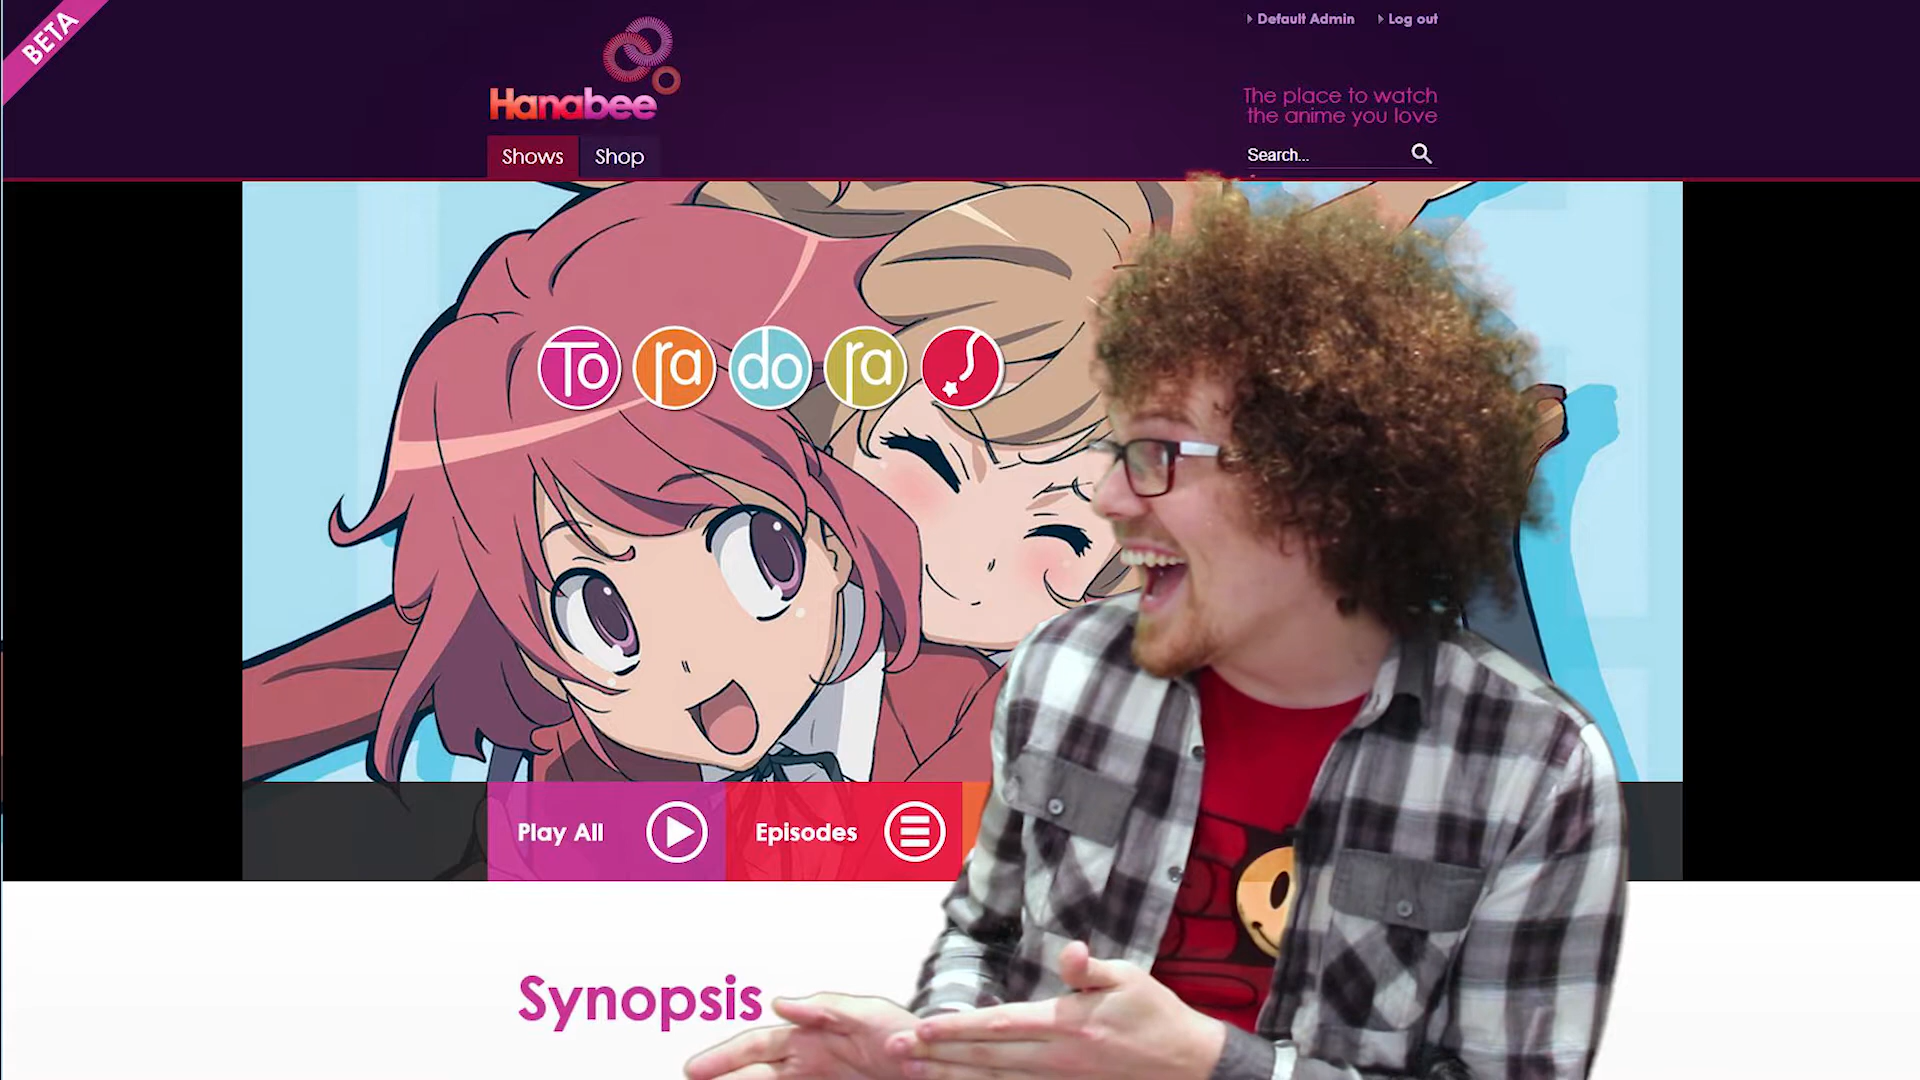 BETA
Default Admin
Log out
Hanabee
The place to watch
the anime you love
Shows
Shop
Search...
To ra do ra
Play All
Episodes
Synopsis